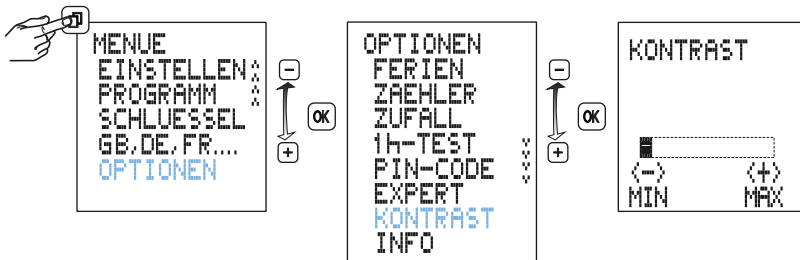 MENUE
EINSTELLEN
PROGRAMM
SCHLUESSEL
GB,DE,FR....
OPTIONEN
−
OK
+
OPTIONEN
FERIEN
ZAEHLER
ZUFALL
1h-TEST
PIN-CODE
EXPERT
KONTRAST
INFO
−
OK
+
KONTRAST
(−) (+)
MIN MAX